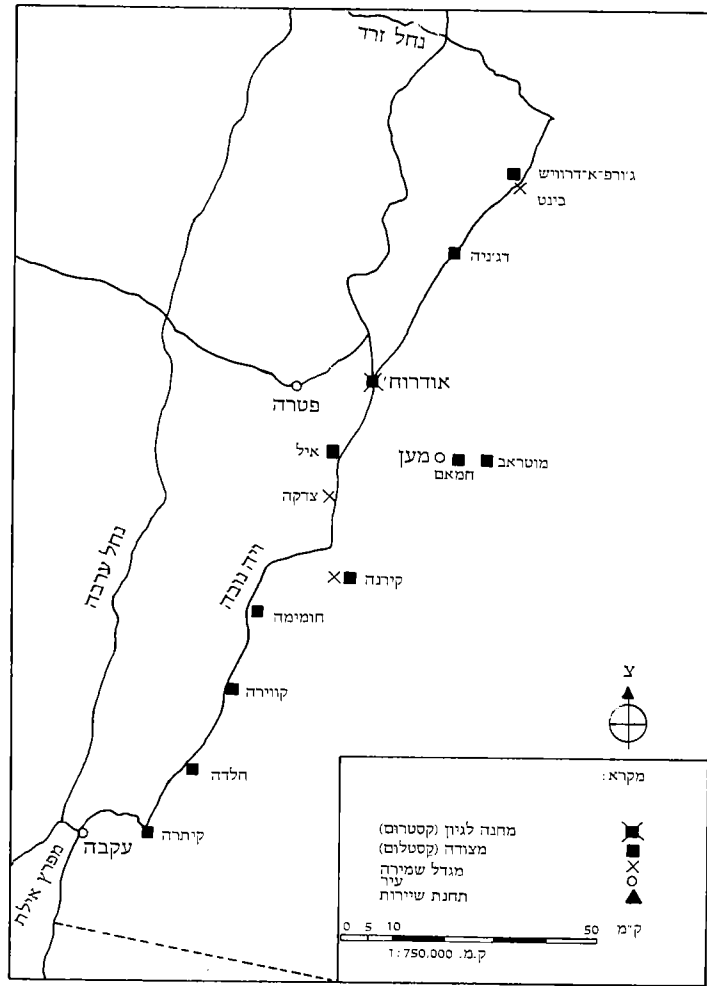 נחל זרד
ג׳ורפ־א־דרוויש
בינט
דג׳ניה
אודרוח׳
פטרה
איל
מען
חמאם
מוטראב
צדקה
נחל ערבה
ויה נובה
קירנה
חומימה
קווירה
חלדה
קיתרה
עקבה
מפרץ אילת
צ
מקרא:
מחנה לגיון (קסטרום)
מצודה (קסטלום)
מגדל שמירה
עיר
תחנת שיירות
0 5 10 50 ק״מ
ק.מ. 1:750.000